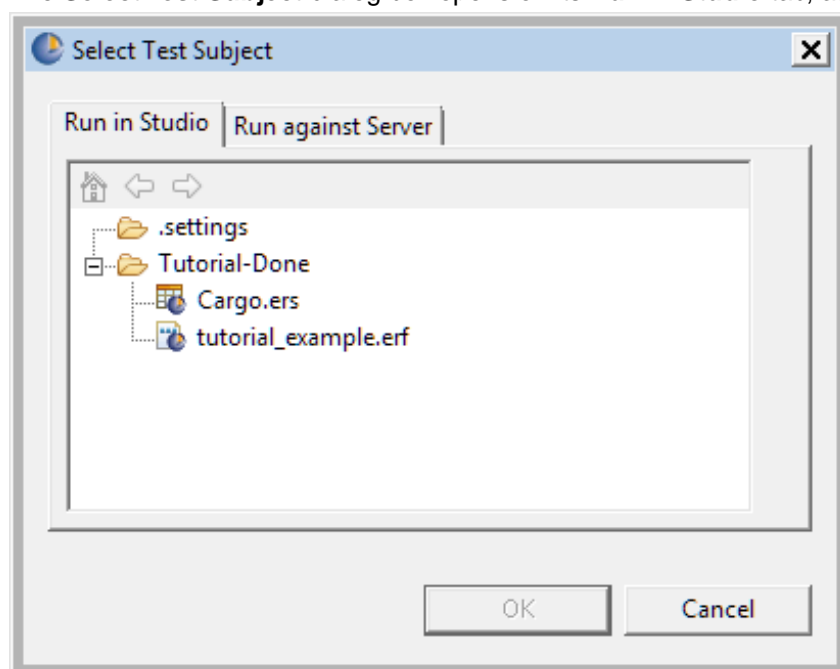 Select Test Subject
Run in Studio
Run against Server
.settings
Tutorial-Done
Cargo.ers
tutorial_example.erf
OK
Cancel